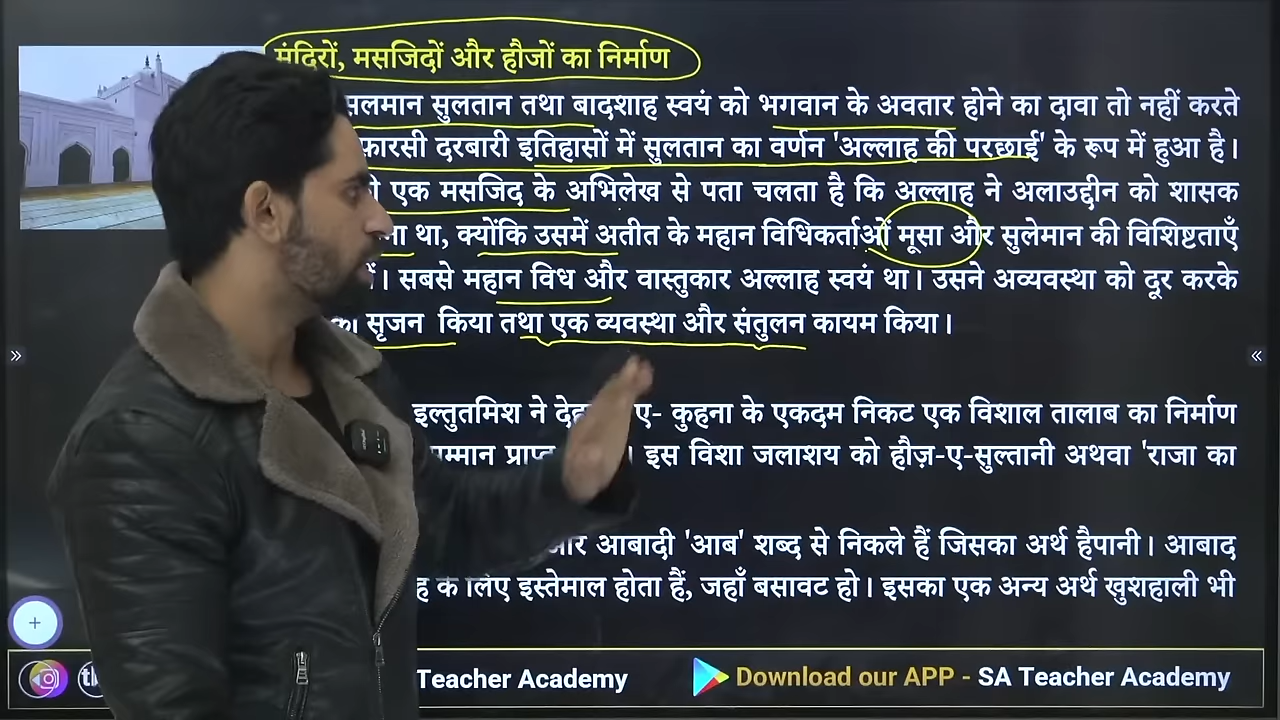 मंदिरों, मसजिदों और हौजों का निर्माण
सलमान सुलतान तथा बादशाह स्वयं को भगवान के अवतार होने का दावा तो नहीं करते
फ़ारसी दरबारी इतिहासों में सुलतान का वर्णन 'अल्लाह की परछाई' के रूप में हुआ है।
एक मसजिद के अभिलेख से पता चलता है कि अल्लाह ने अलाउद्दीन को शासक
था, क्योंकि उसमें अतीत के महान विधिकर्ताओं मूसा और सुलेमान की विशिष्टताएँ
। सबसे महान विध और वास्तुकार अल्लाह स्वयं था। उसने अव्यवस्था को दूर करके
सृजन किया तथा एक व्यवस्था और संतुलन कायम किया।
इल्तुतमिश ने ए- कुहना के एकदम निकट एक विशाल तालाब का निर्माण
। इस विशा जलाशय को हौज़-ए-सुल्तानी अथवा 'राजा का
और आबादी 'आब' शब्द से निकले हैं जिसका अर्थ हैपानी। आबाद
के लिए इस्तेमाल होता हैं, जहाँ बसावट हो। इसका एक अन्य अर्थ खुशहाली भी
Teacher Academy
Download our APP - SA Teacher Academy